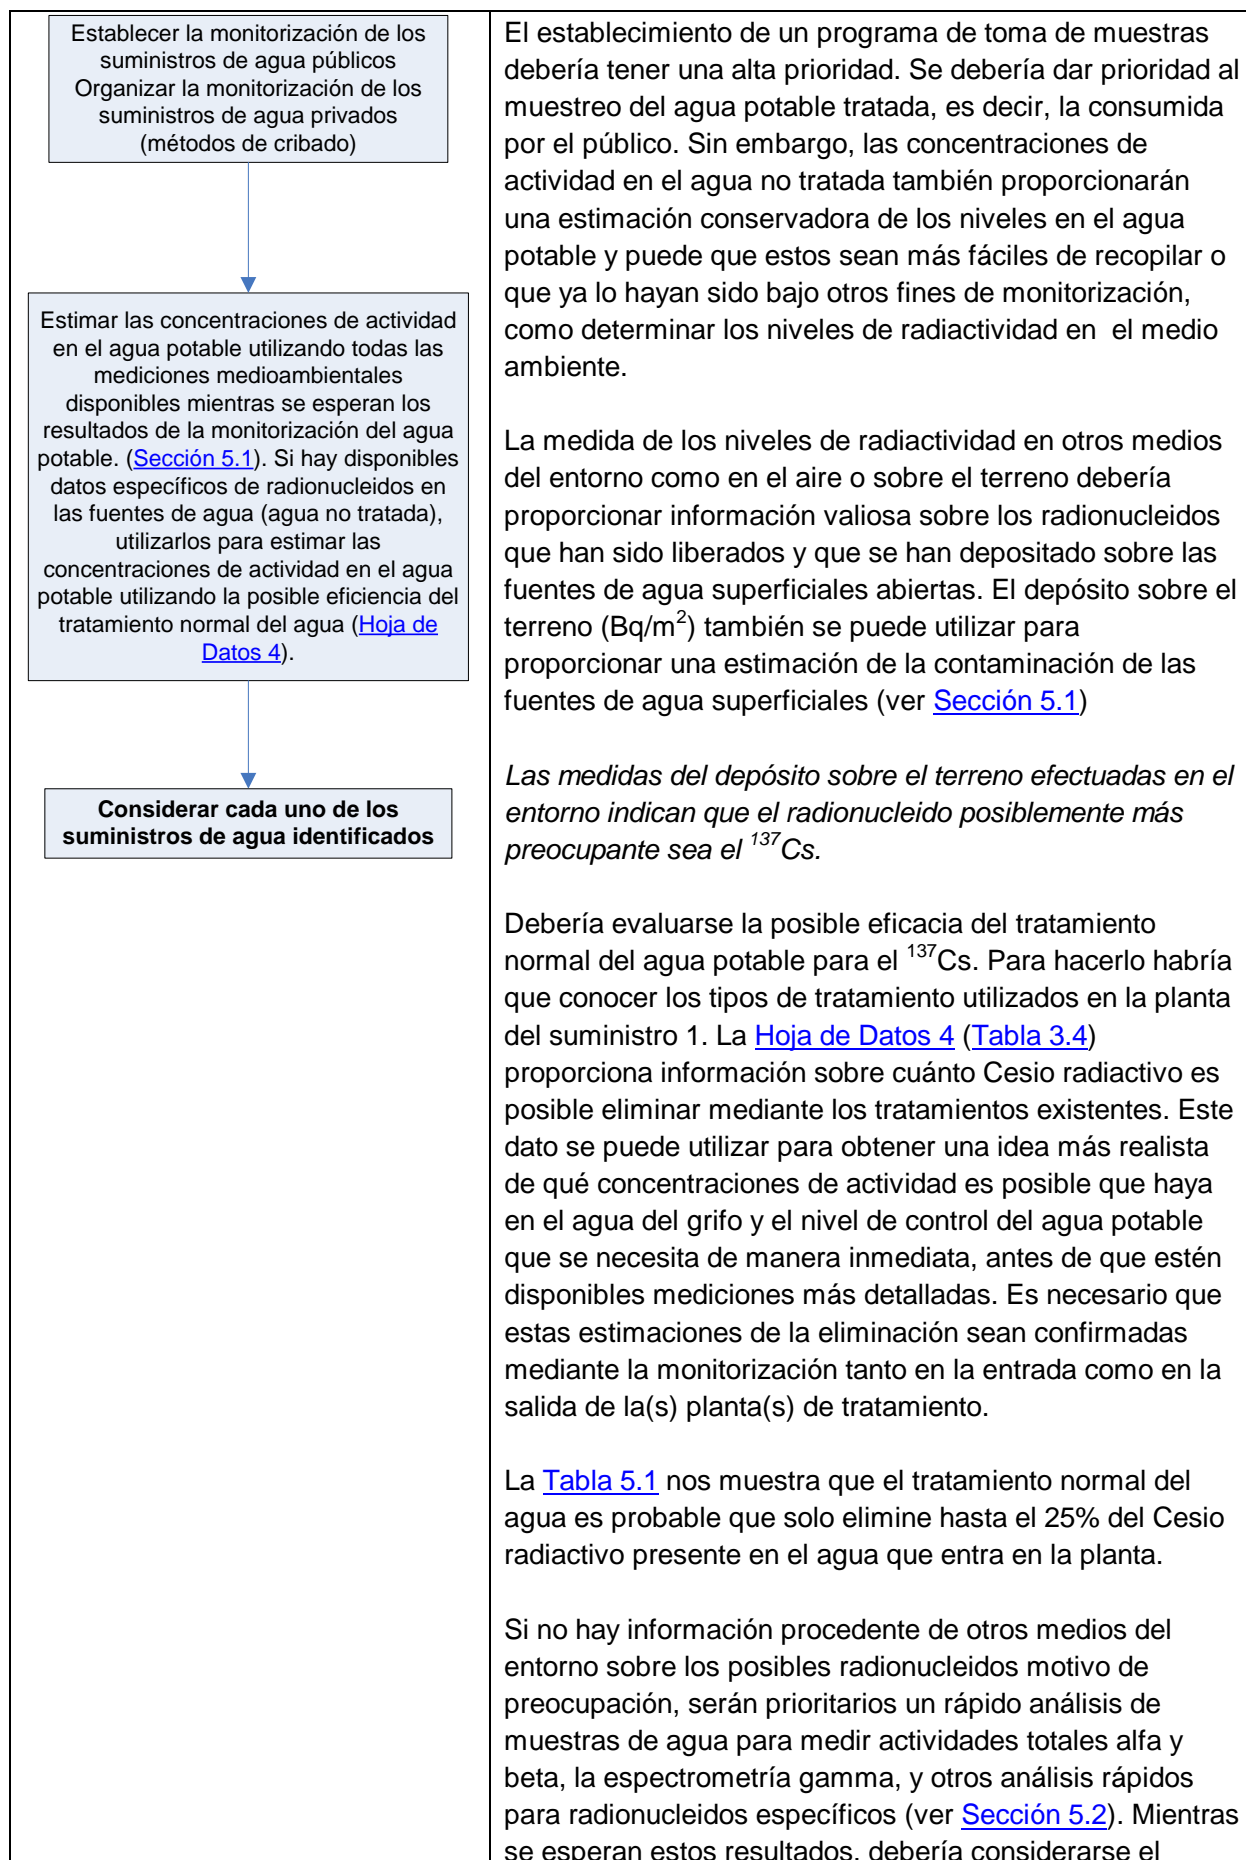 Establecer la monitorización de los
suministros de agua públicos
Organizar la monitorización de los
suministros de agua privados
(métodos de cribado)
Estimar las concentraciones de actividad
en el agua potable utilizando todas las
mediciones medioambientales
disponibles mientras se esperan los
resultados de la monitorización del agua
potable. (Sección 5.1). Si hay disponibles
datos específicos de radionucleidos en
las fuentes de agua (agua no tratada),
utilizarlos para estimar las
concentraciones de actividad en el agua
potable utilizando la posible eficiencia del
tratamiento normal del agua (Hoja de
Datos 4).
Considerar cada uno de los
suministros de agua identificados
El establecimiento de un programa de toma de muestras
debería tener una alta prioridad. Se debería dar prioridad al
muestreo del agua potable tratada, es decir, la consumida
por el público. Sin embargo, las concentraciones de
actividad en el agua no tratada también proporcionarán
una estimación conservadora de los niveles en el agua
potable y puede que estos sean más fáciles de recopilar o
que ya lo hayan sido bajo otros fines de monitorización,
como determinar los niveles de radiactividad en  el medio
ambiente.
La medida de los niveles de radiactividad en otros medios
del entorno como en el aire o sobre el terreno debería
proporcionar información valiosa sobre los radionucleidos
que han sido liberados y que se han depositado sobre las
fuentes de agua superficiales abiertas. El depósito sobre el
terreno (Bq/m²) también se puede utilizar para
proporcionar una estimación de la contaminación de las
fuentes de agua superficiales (ver Sección 5.1)
Las medidas del depósito sobre el terreno efectuadas en el
entorno indican que el radionucleido posiblemente más
preocupante sea el ¹³⁷Cs.
Debería evaluarse la posible eficacia del tratamiento
normal del agua potable para el ¹³⁷Cs. Para hacerlo habría
que conocer los tipos de tratamiento utilizados en la planta
del suministro 1. La Hoja de Datos 4 (Tabla 3.4)
proporciona información sobre cuánto Cesio radiactivo es
posible eliminar mediante los tratamientos existentes. Este
dato se puede utilizar para obtener una idea más realista
de qué concentraciones de actividad es posible que haya
en el agua del grifo y el nivel de control del agua potable
que se necesita de manera inmediata, antes de que estén
disponibles mediciones más detalladas. Es necesario que
estas estimaciones de la eliminación sean confirmadas
mediante la monitorización tanto en la entrada como en la
salida de la(s) planta(s) de tratamiento.
La Tabla 5.1 nos muestra que el tratamiento normal del
agua es probable que solo elimine hasta el 25% del Cesio
radiactivo presente en el agua que entra en la planta.
Si no hay información procedente de otros medios del
entorno sobre los posibles radionucleidos motivo de
preocupación, serán prioritarios un rápido análisis de
muestras de agua para medir actividades totales alfa y
beta, la espectrometría gamma, y otros análisis rápidos
para radionucleidos específicos (ver Sección 5.2). Mientras
se esperan estos resultados, debería considerarse el